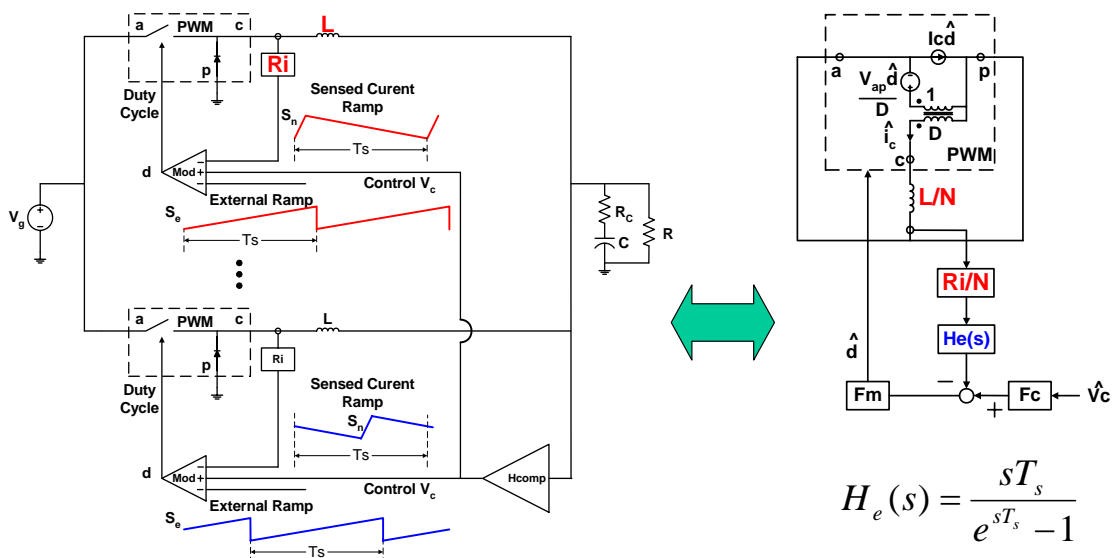 a PWM c
L
p
Ri
Duty
Cycle
Sensed Curent
Ramp
Sn
Ts
d
Mod
−
+
−
Control Vc
External Ramp
Se
Ts
Vg
Rc
C
R
a PWM c
L
p
Ri
Duty
Cycle
Sensed Curent
Ramp
Sn
Ts
d
Mod
−
+
−
Control Vc
Hcomp
External Ramp
Se
Ts
Icd̂
a
p
Vap d̂
D
1
D
îc
c
PWM
L/N
Ri/N
He(s)
d̂
−
Fm
+
Fc
V̂c
He(s) = sTs / (e^(sTs) − 1)